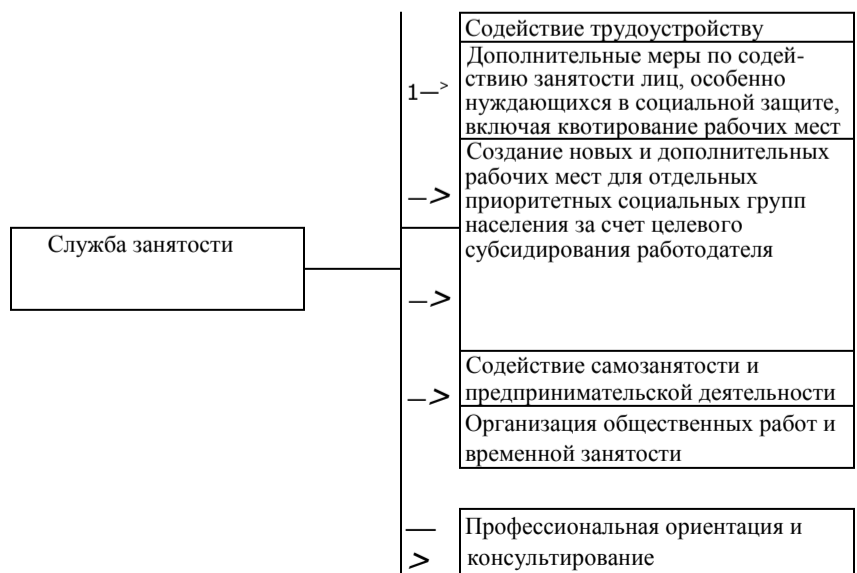 Содействие трудоустройству
1—>
Дополнительные меры по содей-
ствию занятости лиц, особенно
нуждающихся в социальной защите,
включая квотирование рабочих мест
—>
Создание новых и дополнительных
рабочих мест для отдельных
приоритетных социальных групп
населения за счет целевого
субсидирования работодателя
Служба занятости
—>
—>
Содействие самозанятости и
предпринимательской деятельности
Организация общественных работ и
временной занятости
—
>
Профессиональная ориентация и
консультирование